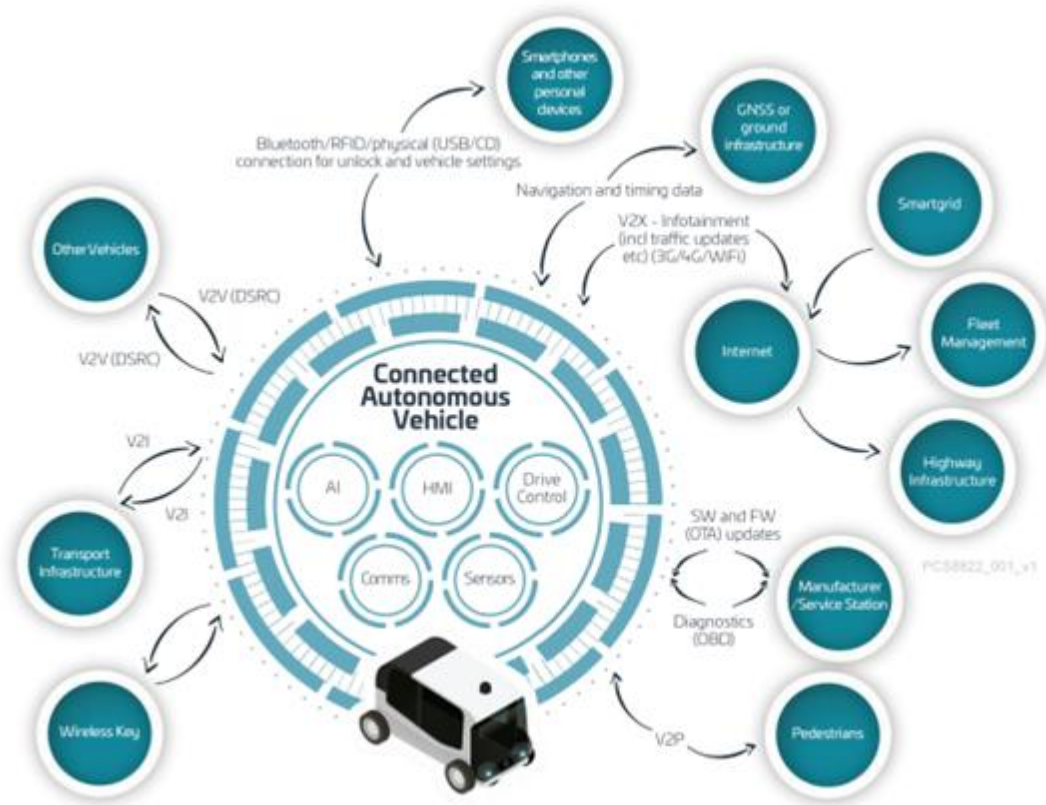 Smartphones
and other
personal
devices
GNSS or
ground
infrastructure
Bluetooth/RFID/physical (USB/CD)
connection for unlock and vehicle settings
Navigation and timing data
Smartgrid
V2X - Infotainment
(incl traffic updates
etc) (3G/4G/WiFi)
Other Vehicles
V2V (DSRC)
V2V (DSRC)
Internet
Fleet
Management
Connected
Autonomous
Vehicle
V2I
V2I
AI
HMI
Drive
Control
Highway
Infrastructure
SW and FW
(OTA) updates
Transport
Infrastructure
Comms
Sensors
PCS8822_001_v1
Manufacturer
/Service Station
Diagnostics
(OBD)
Wireless Key
V2P
Pedestrians